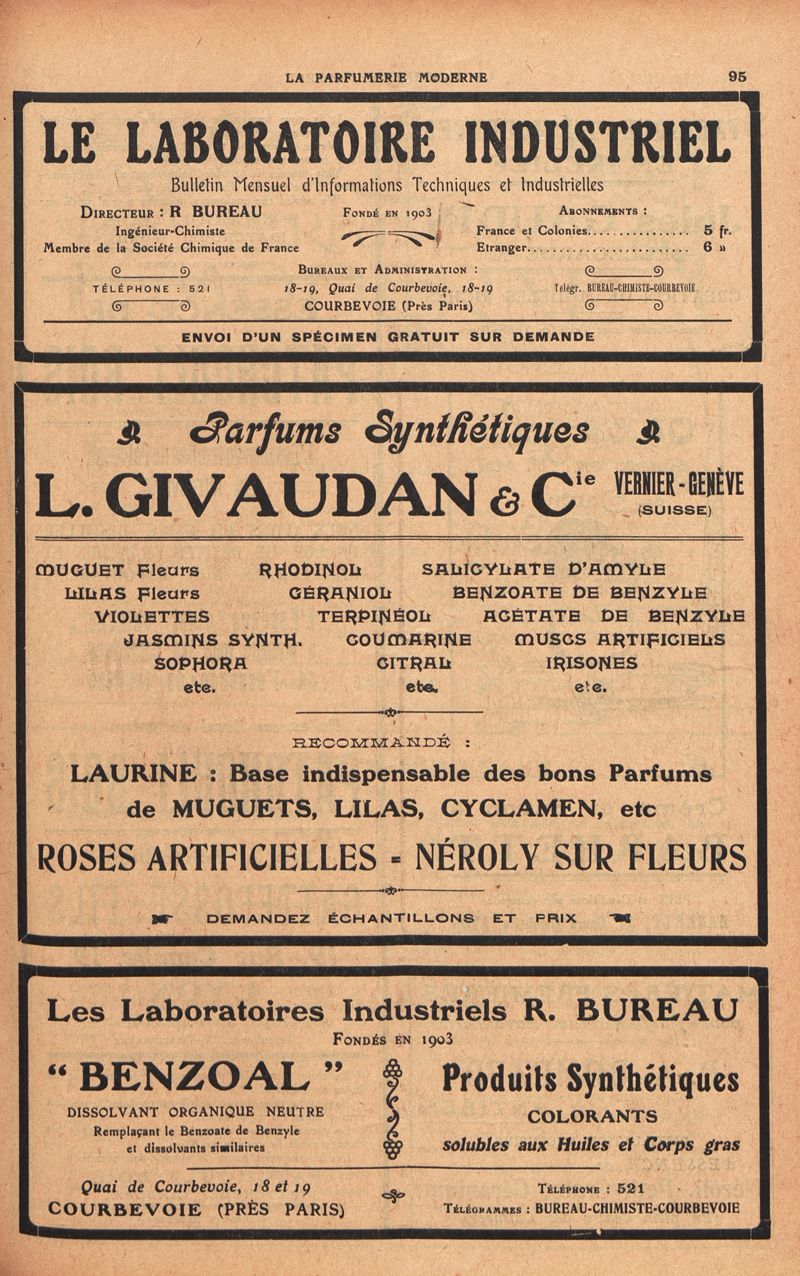 LA PARFUMERIE MODERNE 95
LE LABORATOIRE INDUSTRIEL
Bulletin Mensuel d'Informations Techniques et Industrielles
DIRECTEUR : R BUREAU
Ingénieur-Chimiste
Membre de la Société Chimique de France
FONDÉ EN 1903
ABONNEMENTS :
France et Colonies................ 5 fr.
Etranger......................... 6 »
TÉLÉPHONE : 521
BUREAUX ET ADMINISTRATION :
18-19, Quai de Courbevoie, 18-19
COURBEVOIE (Près Paris)
Télégr. BUREAU-CHIMISTE-COURBEVOIE
ENVOI D'UN SPÉCIMEN GRATUIT SUR DEMANDE
Parfums Synthétiques
L. GIVAUDAN & Cie VERNIER-GENÈVE
(SUISSE)
MUGUET Fleurs RHODINOL SALICYLATE D'AMYLE
LILAS Fleurs GÉRANIOL BENZOATE DE BENZYLE
VIOLETTES TERPINÉOL ACÉTATE DE BENZYLE
JASMINS SYNTH. COUMARINE MUSCS ARTIFICIELS
SOPHORA CITRAL IRISONES
etc. etc. etc.
RECOMMANDÉ :
LAURINE : Base indispensable des bons Parfums
de MUGUETS, LILAS, CYCLAMEN, etc
ROSES ARTIFICIELLES - NÉROLY SUR FLEURS
DEMANDEZ ÉCHANTILLONS ET PRIX
Les Laboratoires Industriels R. BUREAU
FONDÉS EN 1903
" BENZOAL "
DISSOLVANT ORGANIQUE NEUTRE
Remplaçant le Benzoate de Benzyle
et dissolvants similaires
Produits Synthétiques
COLORANTS
solubles aux Huiles et Corps gras
Quai de Courbevoie, 18 et 19
COURBEVOIE (PRÈS PARIS)
TÉLÉPHONE : 521
TÉLÉGRAMMES : BUREAU-CHIMISTE-COURBEVOIE